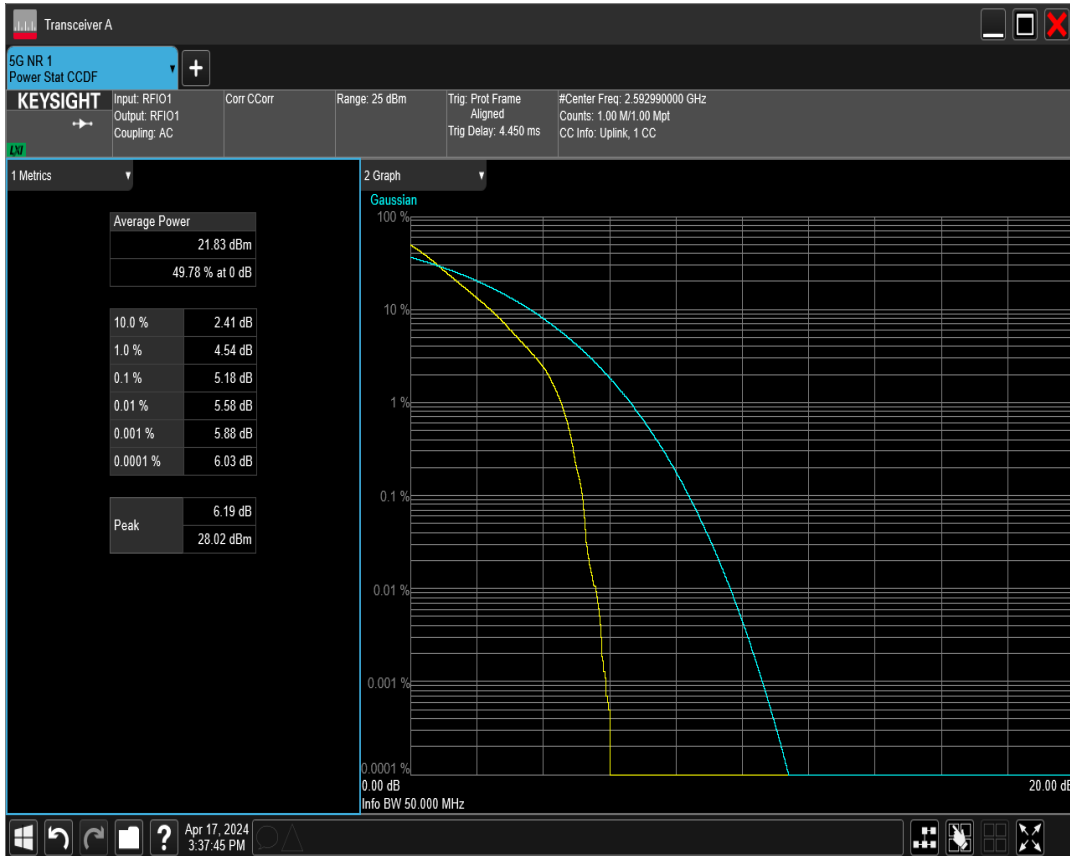 Transceiver A
5G NR 1
Power Stat CCDF
KEYSIGHT
LXI
Input: RFIO1
Output: RFIO1
Coupling: AC
Corr CCorr
Range: 25 dBm
Trig: Prot Frame
Aligned
Trig Delay: 4.450 ms
#Center Freq: 2.592990000 GHz
Counts: 1.00 M/1.00 Mpt
CC Info: Uplink, 1 CC
1 Metrics
Average Power
21.83 dBm
49.78 % at 0 dB
10.0 % 2.41 dB
1.0 % 4.54 dB
0.1 % 5.18 dB
0.01 % 5.58 dB
0.001 % 5.88 dB
0.0001 % 6.03 dB
Peak 6.19 dB
28.02 dBm
2 Graph
Gaussian
100 %
10 %
1 %
0.1 %
0.01 %
0.001 %
0.0001 %
0.00 dB 20.00 dB
Info BW 50.000 MHz
? Apr 17, 2024
3:37:45 PM